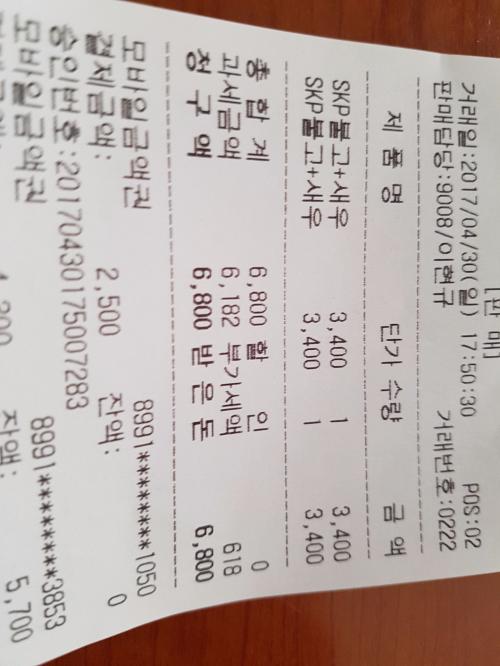 [판 매]
거래일:2017/04/30(일) 17:50:30 POS:02
판매담당:9008/이현규 거래번호:0222
제 품 명 단가 수량 금 액
SKP불고+새우 3,400 1 3,400
SKP불고+새우 3,400 1 3,400
총 합 계 6,800 할 인 0
과세금액 6,182 부가세액 618
청 구 액 6,800 받 은 돈 6,800
모바일금액권 8991********1050
결제금액: 2,500 잔액: 0
승인번호:20170430175007283
모바일금액권 8991********3853
4,300 잔액: 5,700